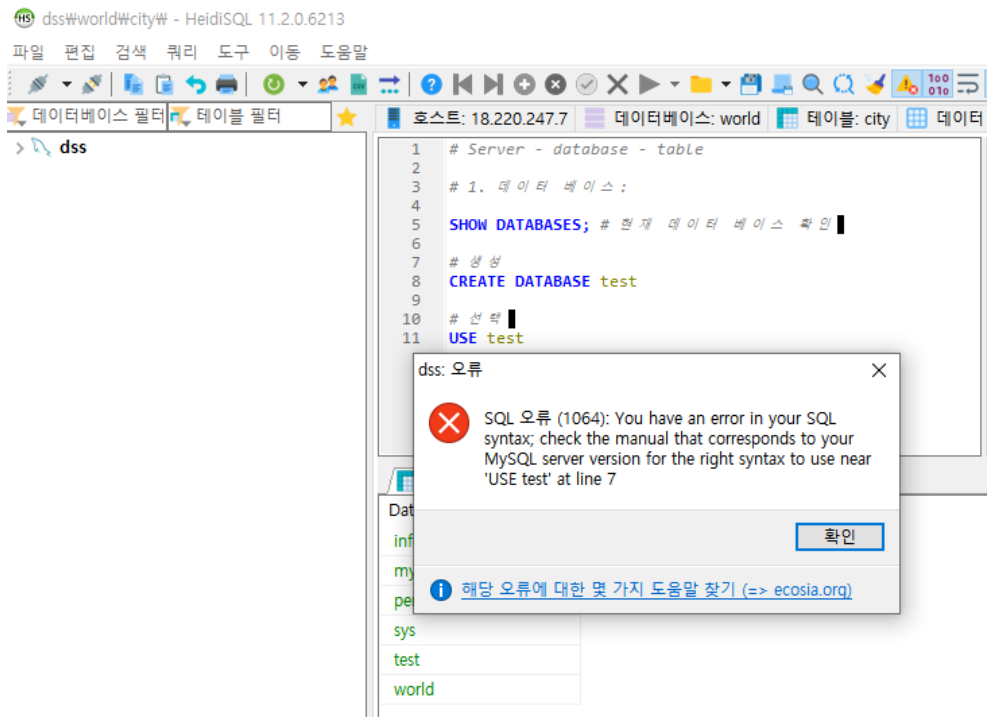 dss₩world₩city₩ - HeidiSQL 11.2.0.6213
파일 편집 검색 쿼리 도구 이동 도움말
데이터베이스 필터 테이블 필터 호스트: 18.220.247.7 데이터베이스: world 테이블: city 데이터
dss
1 # Server - database - table
2
3 # 1. 데이터 베이스 :
4
5 SHOW DATABASES; # 현재 데이터 베이스 확인
6
7 # 생성
8 CREATE DATABASE test
9
10 # 선택
11 USE test
dss: 오류
SQL 오류 (1064): You have an error in your SQL
syntax; check the manual that corresponds to your
MySQL server version for the right syntax to use near
'USE test' at line 7
확인
해당 오류에 대한 몇 가지 도움말 찾기 (=> ecosia.org)
Dat
inf
my
pe
sys
test
world